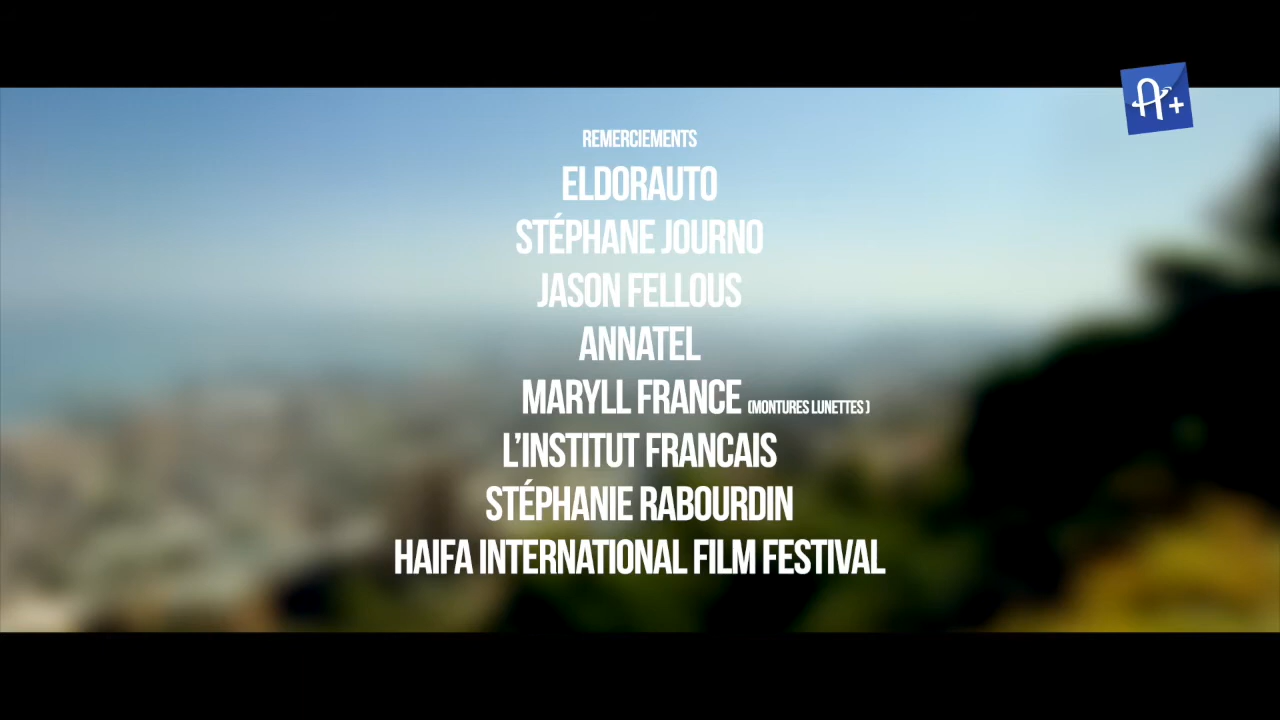 A+
REMERCIEMENTS
ELDORAUTO
STÉPHANE JOURNO
JASON FELLOUS
ANNATEL
MARYLL FRANCE (MONTURES LUNETTES )
L'INSTITUT FRANCAIS
STÉPHANIE RABOURDIN
HAIFA INTERNATIONAL FILM FESTIVAL